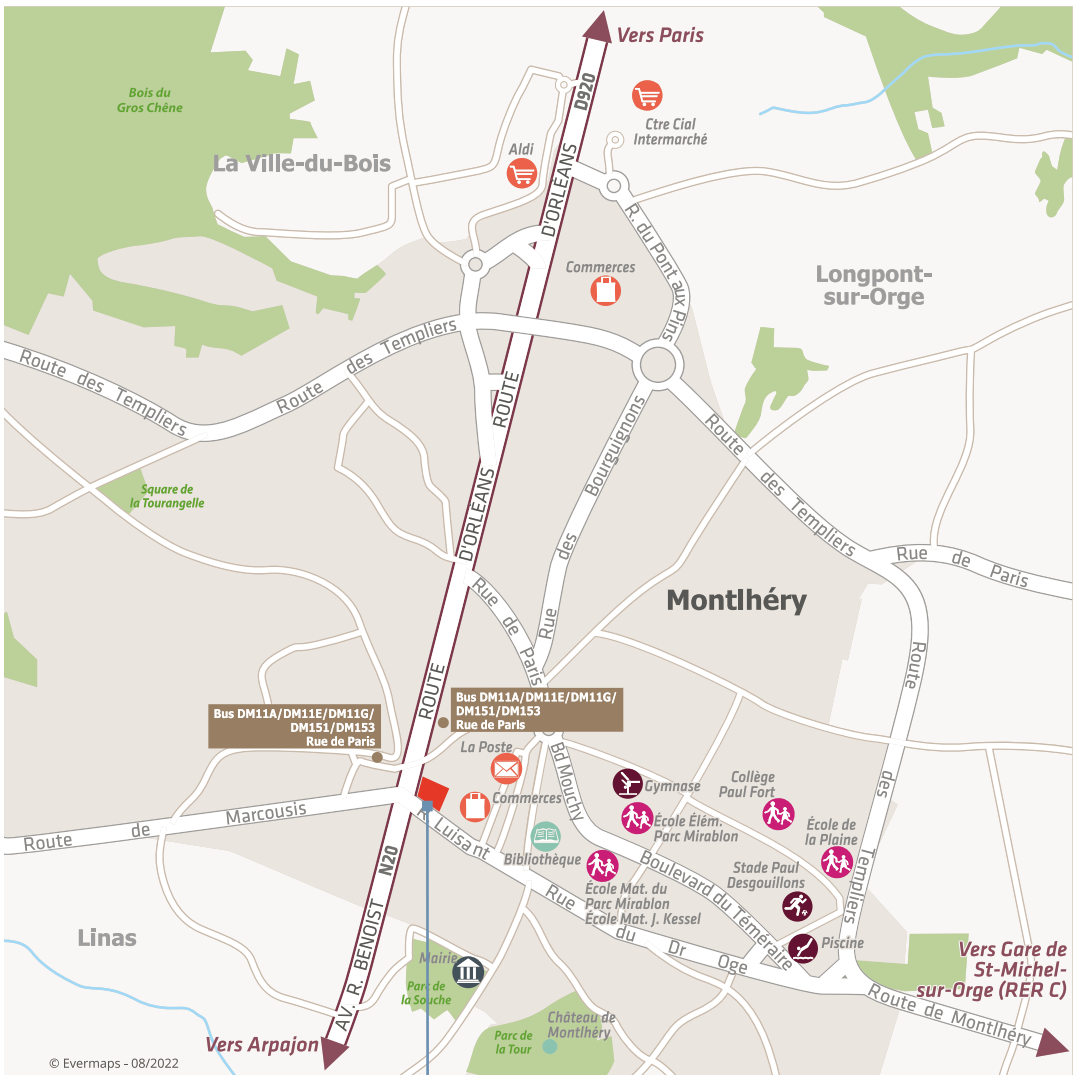 Vers Paris
Bois du
Gros Chêne
D920
Ctre Cial
Intermarché
Aldi
La Ville-du-Bois
D'ORLÉANS
R. du Pont aux Pins
Commerces
Longpont-
sur-Orge
Route des Templiers
Route des Templiers
ROUTE
Route des Templiers
Rue des Bourguignons
Square de
la Tourangelle
D'ORLÉANS
Rue de Paris
Rue de Paris
Montlhéry
ROUTE
Route des Templiers
Bus DM11A/DM11E/DM11G/
DM151/DM153
Rue de Paris
Bus DM11A/DM11E/DM11G/
DM151/DM153
Rue de Paris
La Poste
Bd Mouchy
Commerces
Gymnase
Collège
Paul Fort
Route de Marcousis
R. Luisant
École Élém.
Parc Mirablon
École de
la Plaine
Bibliothèque
N20
École Mat. du
Parc Mirablon
École Mat. J. Kessel
Boulevard du Téméraire
Stade Paul
Desgouillons
Rue du Dr Oge
Piscine
Linas
AV. R. BENOIST
Mairie
Parc de
la Souche
Vers Gare de
St-Michel-
sur-Orge (RER C)
Route de Montlhéry
Château de
Montlhéry
Parc de
la Tour
Vers Arpajon
© Evermaps - 08/2022